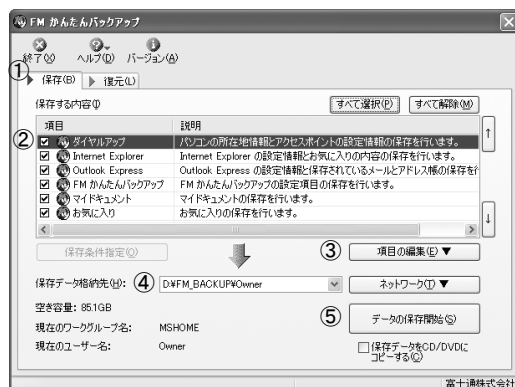 FM かんたんバックアップ
終了(X) ヘルプ(D) バージョン(A)
①
保存(B) 復元(L)
保存する内容(I) すべて選択(P) すべて解除(M)
項目 説明
② ダイヤルアップ パソコンの所在地情報とアクセスポイントの設定情報の保存を行います。
Internet Explorer Internet Explorer の設定情報とお気に入りの内容の保存を行います。
Outlook Express Outlook Express の設定情報と保存されているメールとアドレス帳の保存を行
FM かんたんバックアップ FM かんたんバックアップの設定項目の保存を行います。
マイドキュメント マイドキュメントの保存を行います。
お気に入り お気に入りの保存を行います。
保存条件指定(O) ③ 項目の編集(E) ▼
保存データ格納先(H): ④ D:¥FM_BACKUP¥Owner ネットワーク(T) ▼
空き容量: 85.1GB
⑤ データの保存開始(S)
現在のワークグループ名: MSHOME
現在のユーザー名: Owner
保存データをCD/DVDに
コピーする(C)
富士通株式会社